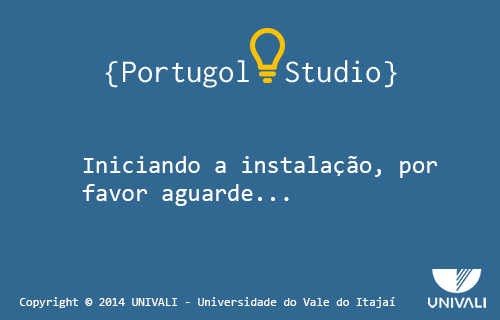 {Portugol Studio}
Iniciando a instalação, por
favor aguarde...
Copyright © 2014 UNIVALI - Universidade do Vale do Itajaí
UNIVALI